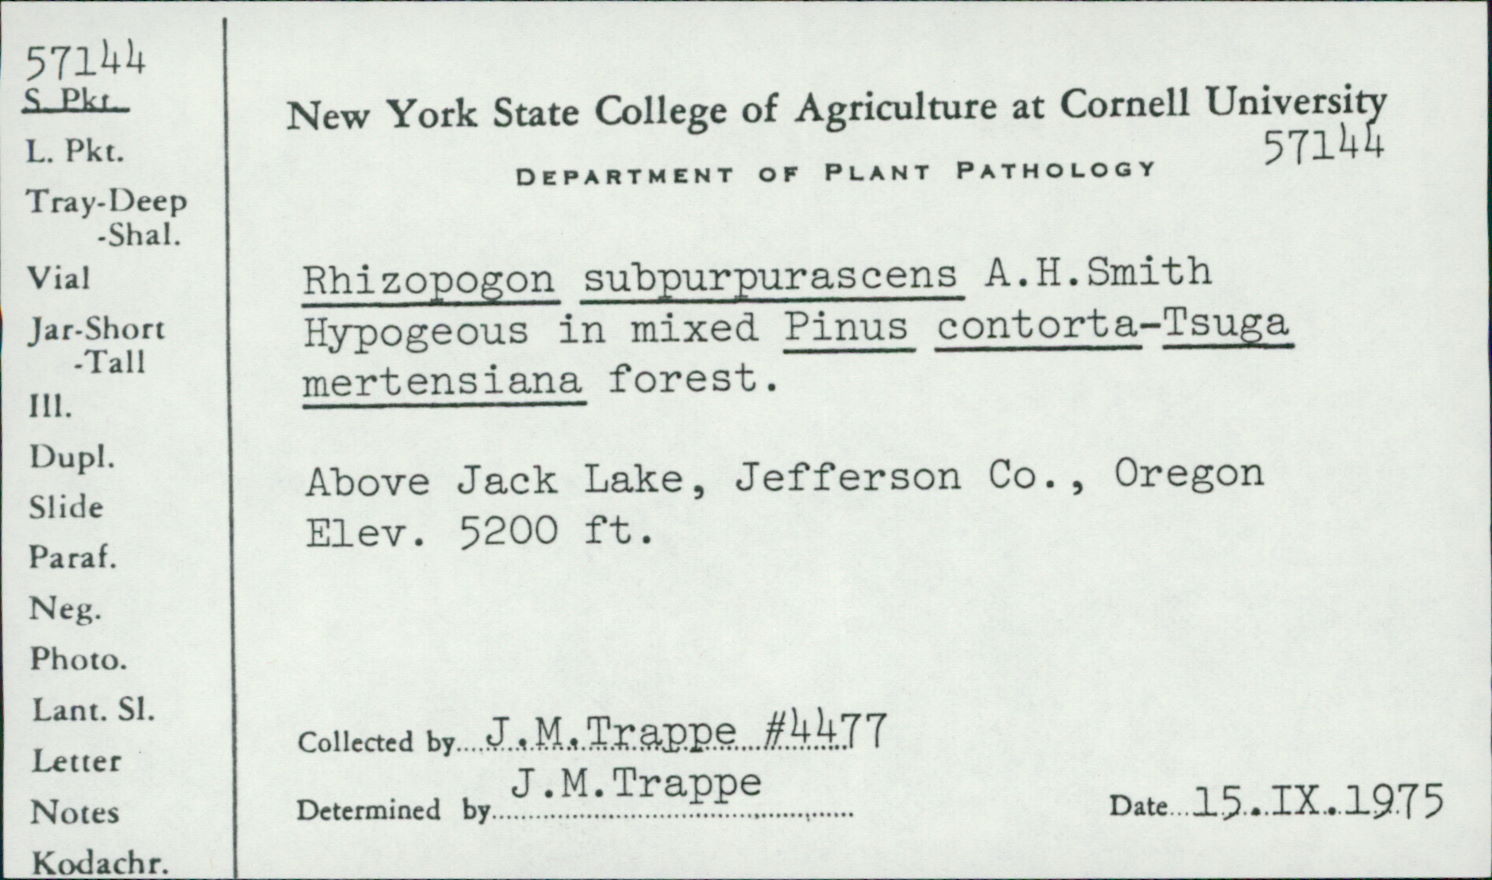 57144
S. Pkt.
L. Pkt.
Tray-Deep
-Shal.
Vial
Jar-Short
-Tall
Ill.
Dupl.
Slide
Paraf.
Neg.
Photo.
Lant. Sl.
Letter
Notes
Kodachr.
New York State College of Agriculture at Cornell University
57144
DEPARTMENT OF PLANT PATHOLOGY
Rhizopogon subpurpurascens A.H.Smith
Hypogeous in mixed Pinus contorta-Tsuga
mertensiana forest.
Above Jack Lake, Jefferson Co., Oregon
Elev. 5200 ft.
Collected by J.M.Trappe #4477
Determined by J.M.Trappe
Date 15.IX.1975